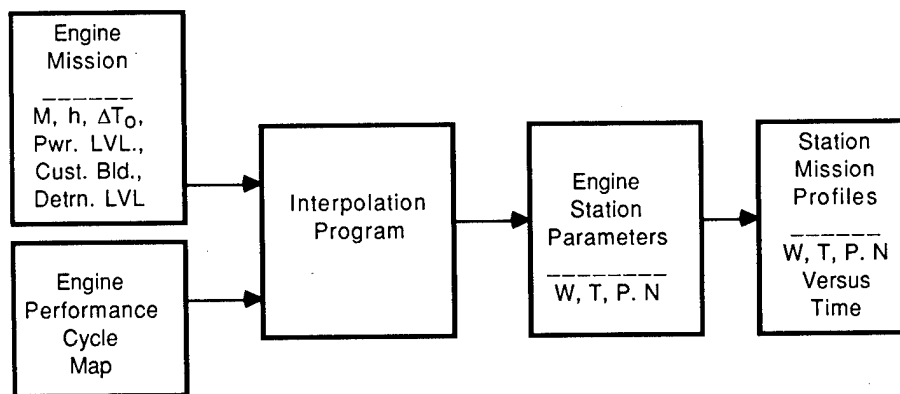 Engine
Mission
M, h, ΔT₀,
Pwr. LVL.,
Cust. Bld.,
Detrn. LVL
Engine
Performance
Cycle
Map
Interpolation
Program
Engine
Station
Parameters
W, T, P. N
Station
Mission
Profiles
W, T, P. N
Versus
Time